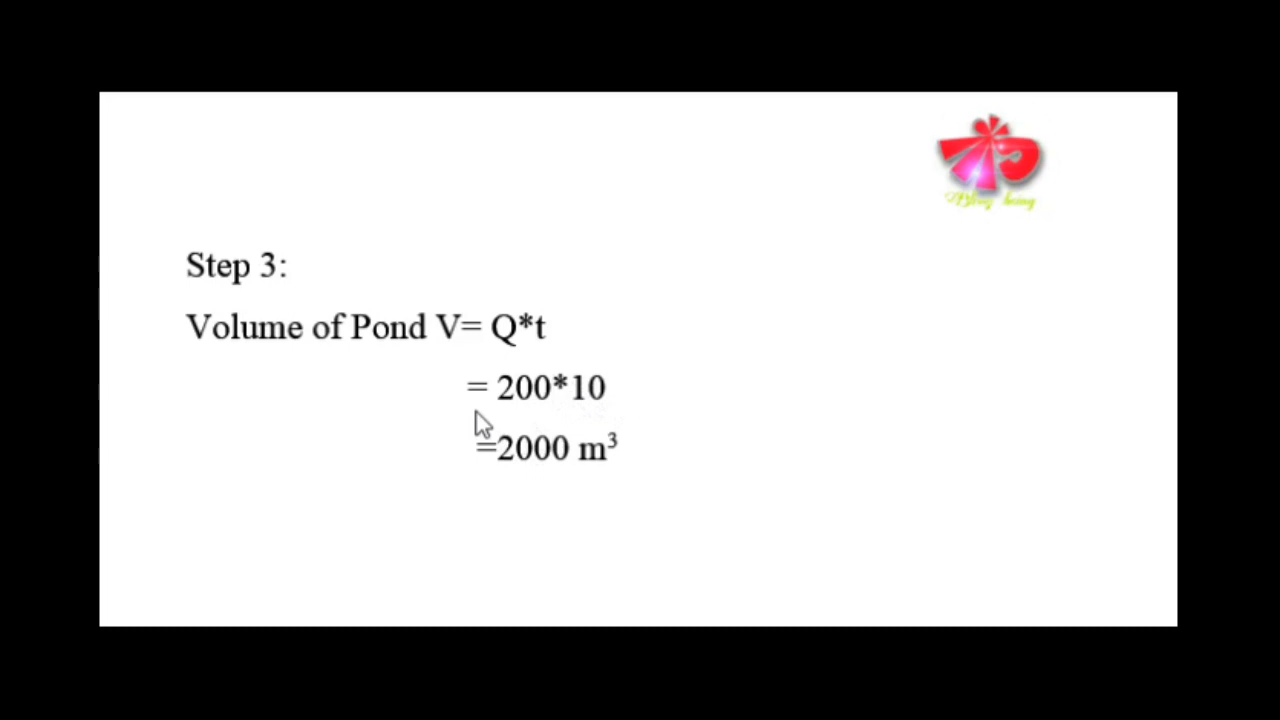 Step 3:
Volume of Pond V= Q*t
= 200*10
=2000 m³